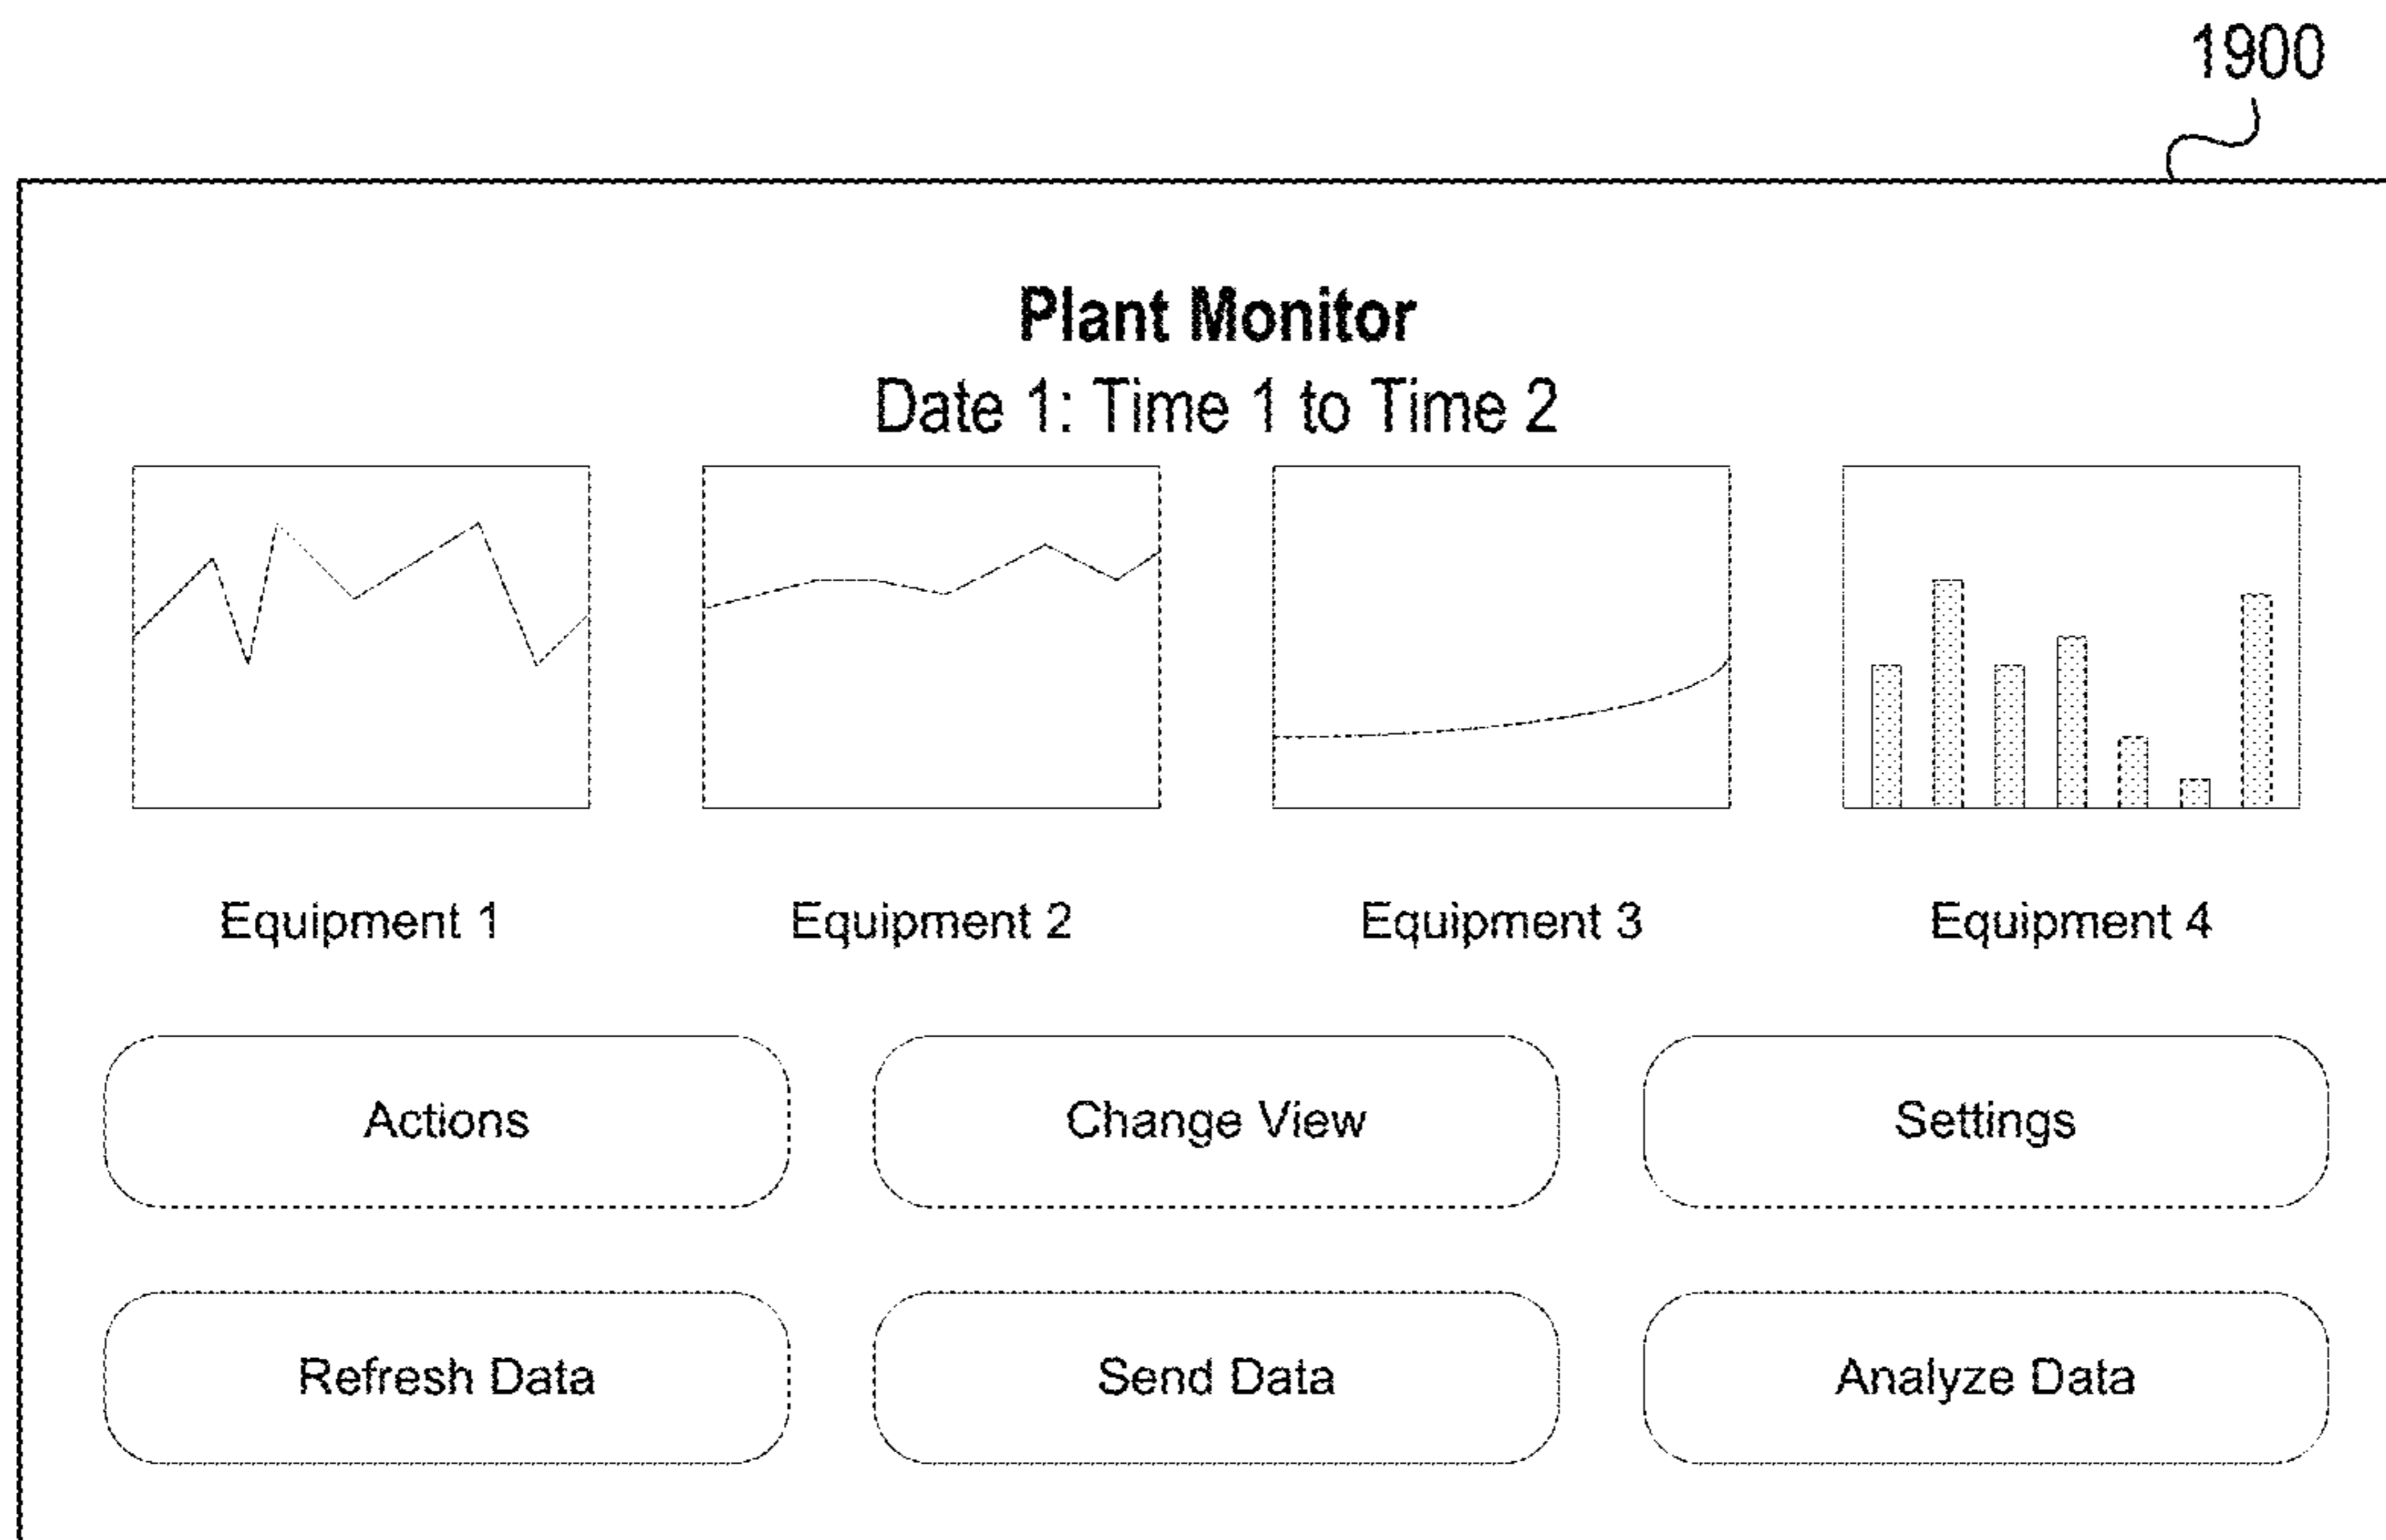 1900
Plant Monitor
Date 1: Time 1 to Time 2
Equipment 1
Equipment 2
Equipment 3
Equipment 4
Actions
Change View
Settings
Refresh Data
Send Data
Analyze Data